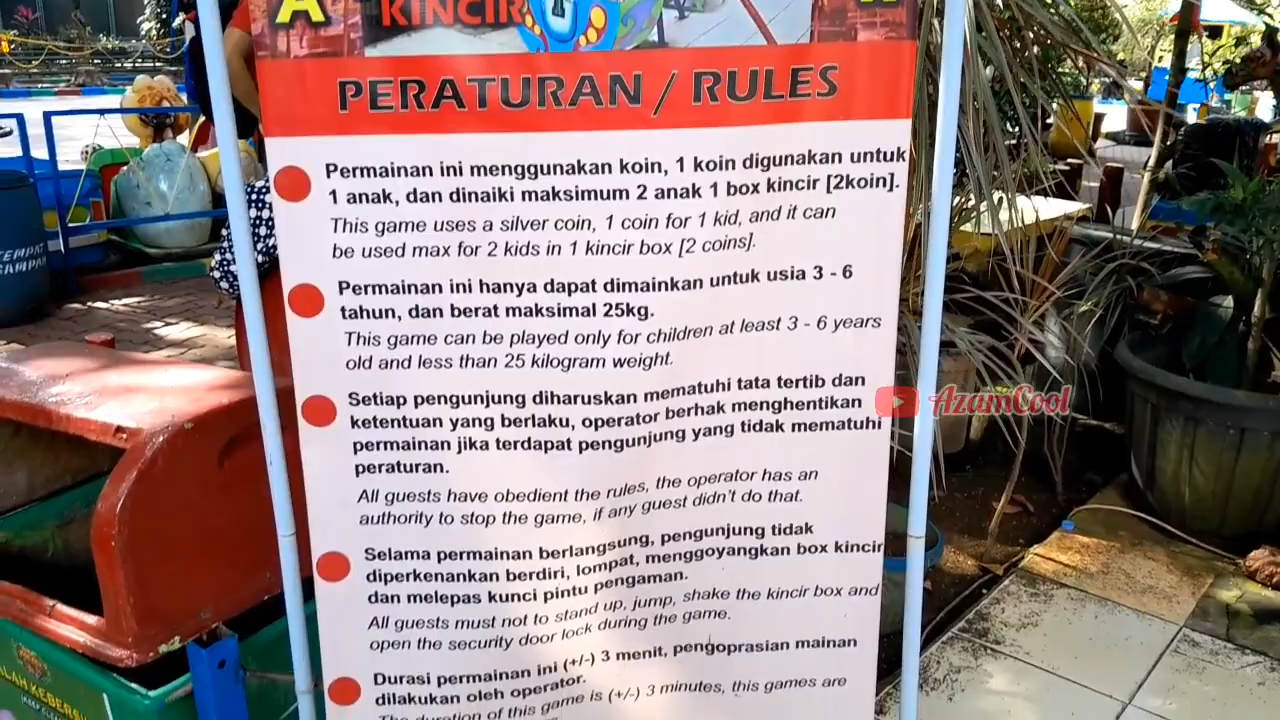 A
KINCIR
PERATURAN / RULES
Permainan ini menggunakan koin, 1 koin digunakan untuk
1 anak, dan dinaiki maksimum 2 anak 1 box kincir [2koin].
This game uses a silver coin, 1 coin for 1 kid, and it can
be used max for 2 kids in 1 kincir box [2 coins].
Permainan ini hanya dapat dimainkan untuk usia 3 - 6
tahun, dan berat maksimal 25kg.
This game can be played only for children at least 3 - 6 years
old and less than 25 kilogram weight.
Setiap pengunjung diharuskan mematuhi tata tertib dan
ketentuan yang berlaku, operator berhak menghentikan
permainan jika terdapat pengunjung yang tidak mematuhi
peraturan.
All guests have obedient the rules, the operator has an
authority to stop the game, if any guest didn't do that.
Selama permainan berlangsung, pengunjung tidak
diperkenankan berdiri, lompat, menggoyangkan box kincir
dan melepas kunci pintu pengaman.
All guests must not to stand up, jump, shake the kincir box and
open the security door lock during the game.
Durasi permainan ini (+/-) 3 menit, pengoprasian mainan
dilakukan oleh operator.
The duration of this game is (+/-) 3 minutes, this games are
AzamCool
TEMPAT
SAMPAH